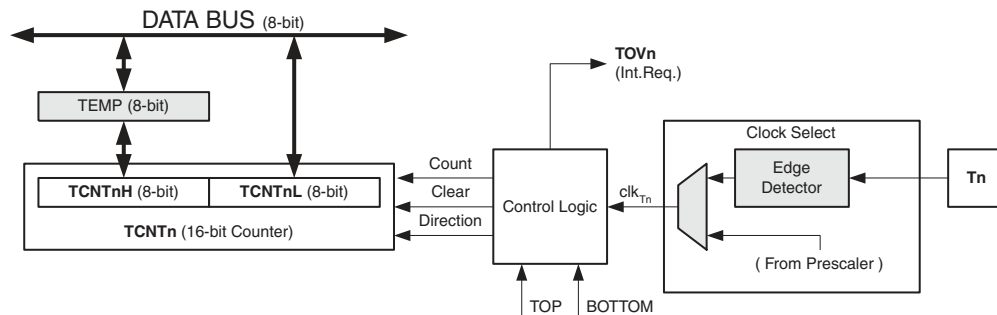 DATA BUS (8-bit)
TOVn
(Int.Req.)
TEMP (8-bit)
Clock Select
Count
Edge
Detector
TCNTnH (8-bit)
TCNTnL (8-bit)
Clear
Control Logic
clkTn
Tn
Direction
TCNTn (16-bit Counter)
( From Prescaler )
TOP
BOTTOM